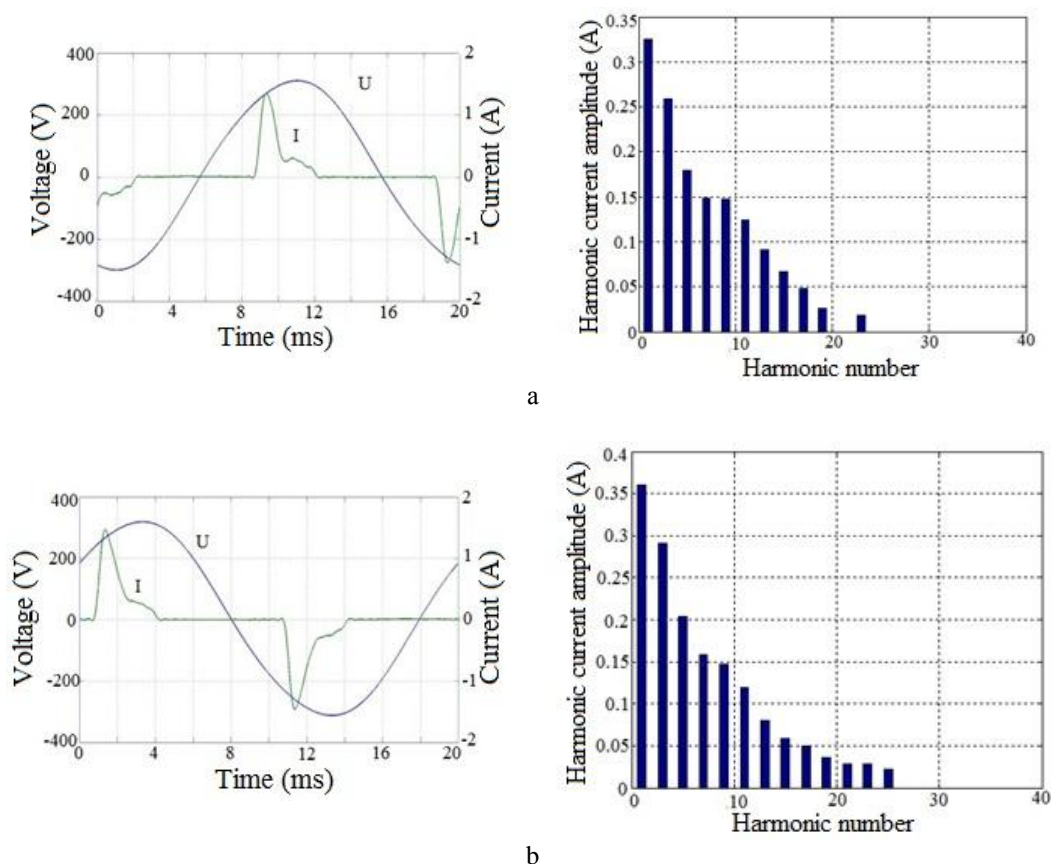 400
200
0
-200
-400
Voltage (V)
U
I
2
1
0
-1
-2
Current (A)
0 4 8 12 16 20
Time (ms)
0.35
0.3
0.25
0.2
0.15
0.1
0.05
0
Harmonic current amplitude (A)
0 10 20 30 40
Harmonic number
a
400
200
0
-200
-400
Voltage (V)
U
I
2
1
0
-1
-2
Current (A)
0 4 8 12 16 20
Time (ms)
0.4
0.35
0.3
0.25
0.2
0.15
0.1
0.05
0
Harmonic current amplitude (A)
0 10 20 30 40
Harmonic number
b